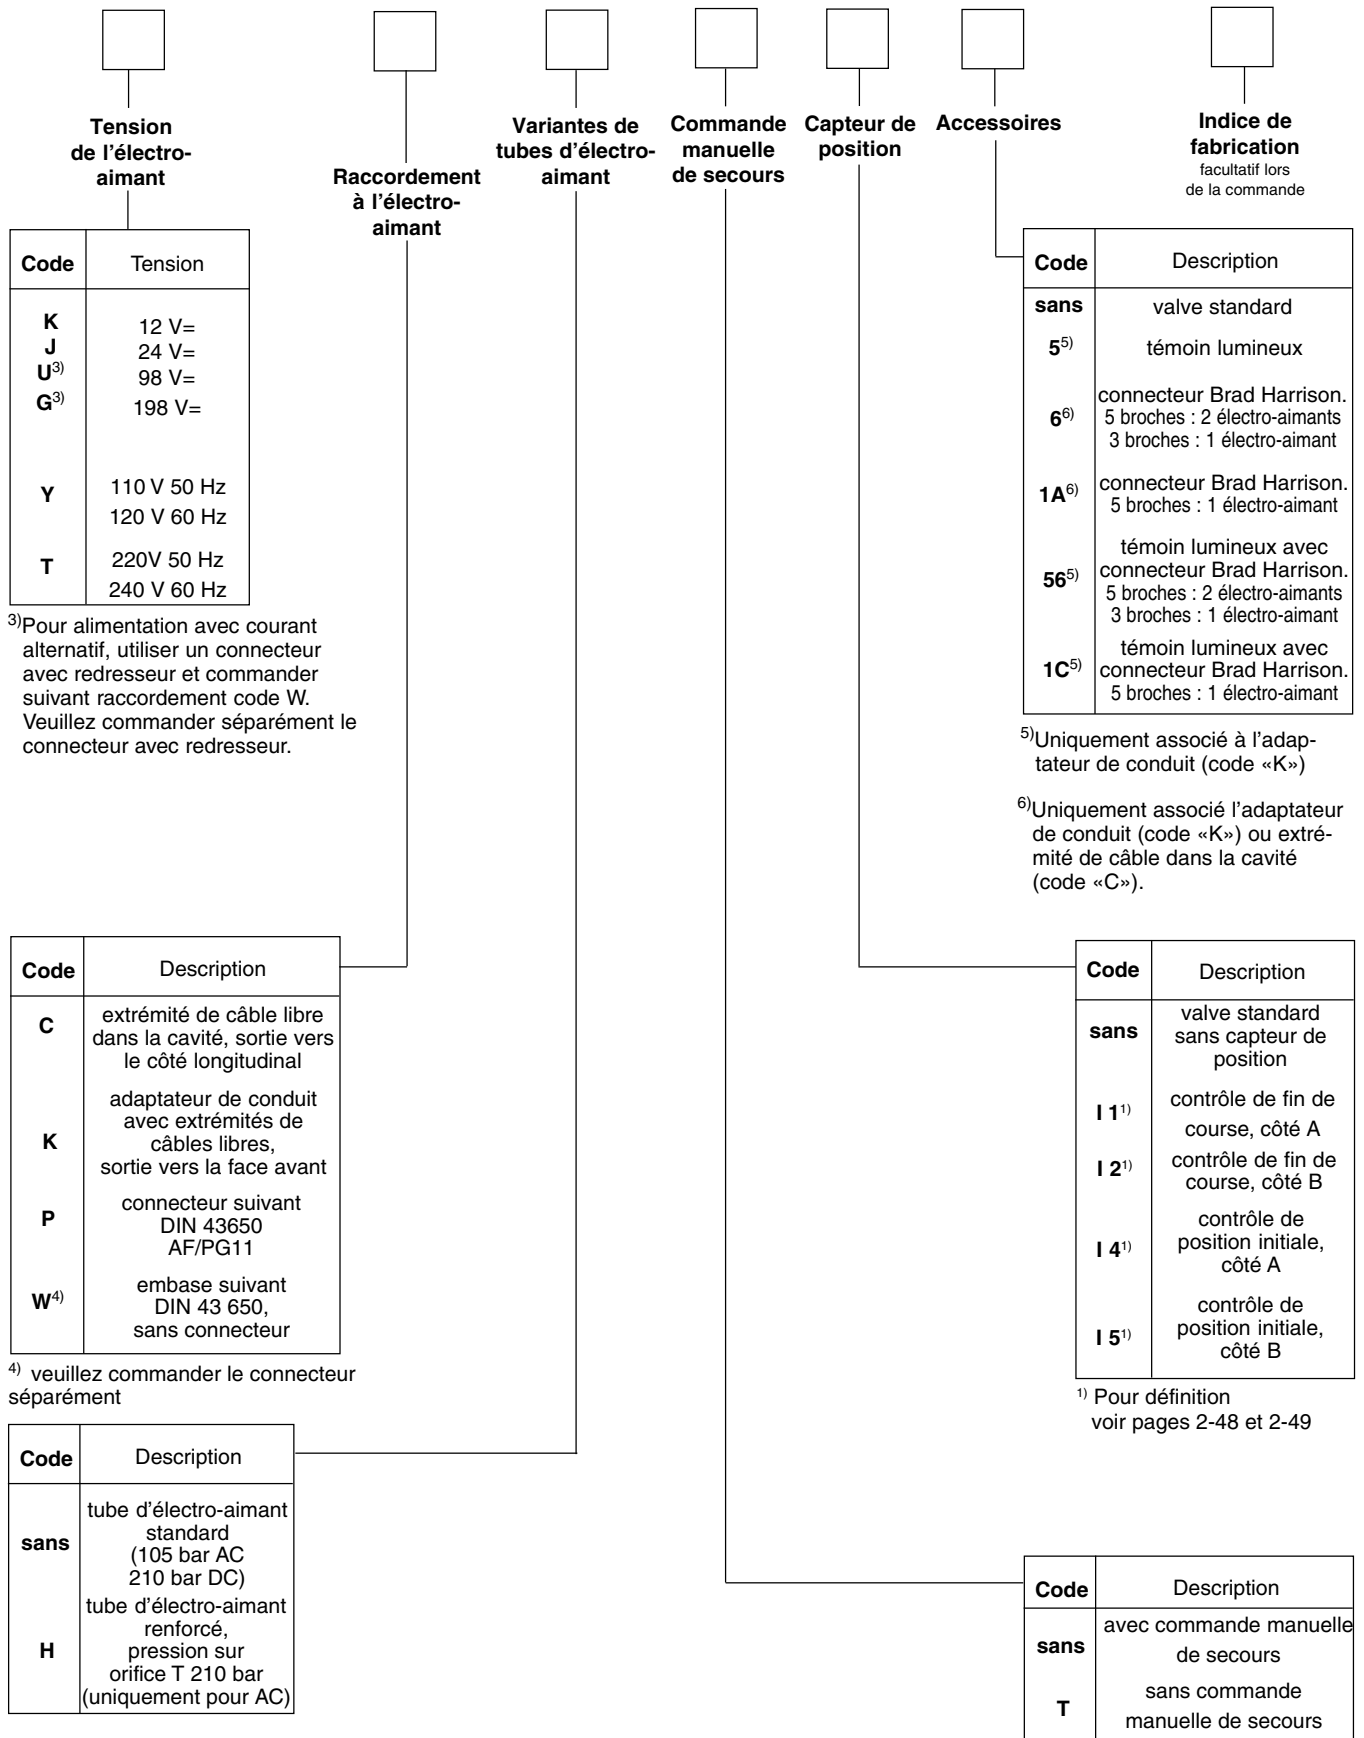 Tension
de l'électro-
aimant
Raccordement
à l'électro-
aimant
Variantes de
tubes d'électro-
aimant
Commande
manuelle
de secours
Capteur de
position
Accessoires
Indice de
fabrication
facultatif lors
de la commande
Code Tension
K 12 V=
J 24 V=
U3) 98 V=
G3) 198 V=
Y 110 V 50 Hz
120 V 60 Hz
T 220V 50 Hz
240 V 60 Hz
3)Pour alimentation avec courant
alternatif, utiliser un connecteur
avec redresseur et commander
suivant raccordement code W.
Veuillez commander séparément le
connecteur avec redresseur.
Code Description
sans valve standard
55) témoin lumineux
connecteur Brad Harrison.
66) 5 broches : 2 électro-aimants
3 broches : 1 électro-aimant
1A6) connecteur Brad Harrison.
5 broches : 1 électro-aimant
témoin lumineux avec
565) connecteur Brad Harrison.
5 broches : 2 électro-aimants
3 broches : 1 électro-aimant
témoin lumineux avec
1C5) connecteur Brad Harrison.
5 broches : 1 électro-aimant
5)Uniquement associé à l'adap-
tateur de conduit (code «K»)
6)Uniquement associé l'adaptateur
de conduit (code «K») ou extré-
mité de câble dans la cavité
(code «C»).
Code Description
C extrémité de câble libre
dans la cavité, sortie vers
le côté longitudinal
adaptateur de conduit
avec extrémités de
K câbles libres,
sortie vers la face avant
P connecteur suivant
DIN 43650
AF/PG11
W4) embase suivant
DIN 43 650,
sans connecteur
4) veuillez commander le connecteur
séparément
Code Description
sans valve standard
sans capteur de
position
I 11) contrôle de fin de
course, côté A
I 21) contrôle de fin de
course, côté B
contrôle de
I 41) position initiale,
côté A
contrôle de
I 51) position initiale,
côté B
1) Pour définition
voir pages 2-48 et 2-49
Code Description
tube d'électro-aimant
sans standard
(105 bar AC
210 bar DC)
tube d'électro-aimant
renforcé,
H pression sur
orifice T 210 bar
(uniquement pour AC)
Code Description
sans avec commande manuelle
de secours
T sans commande
manuelle de secours